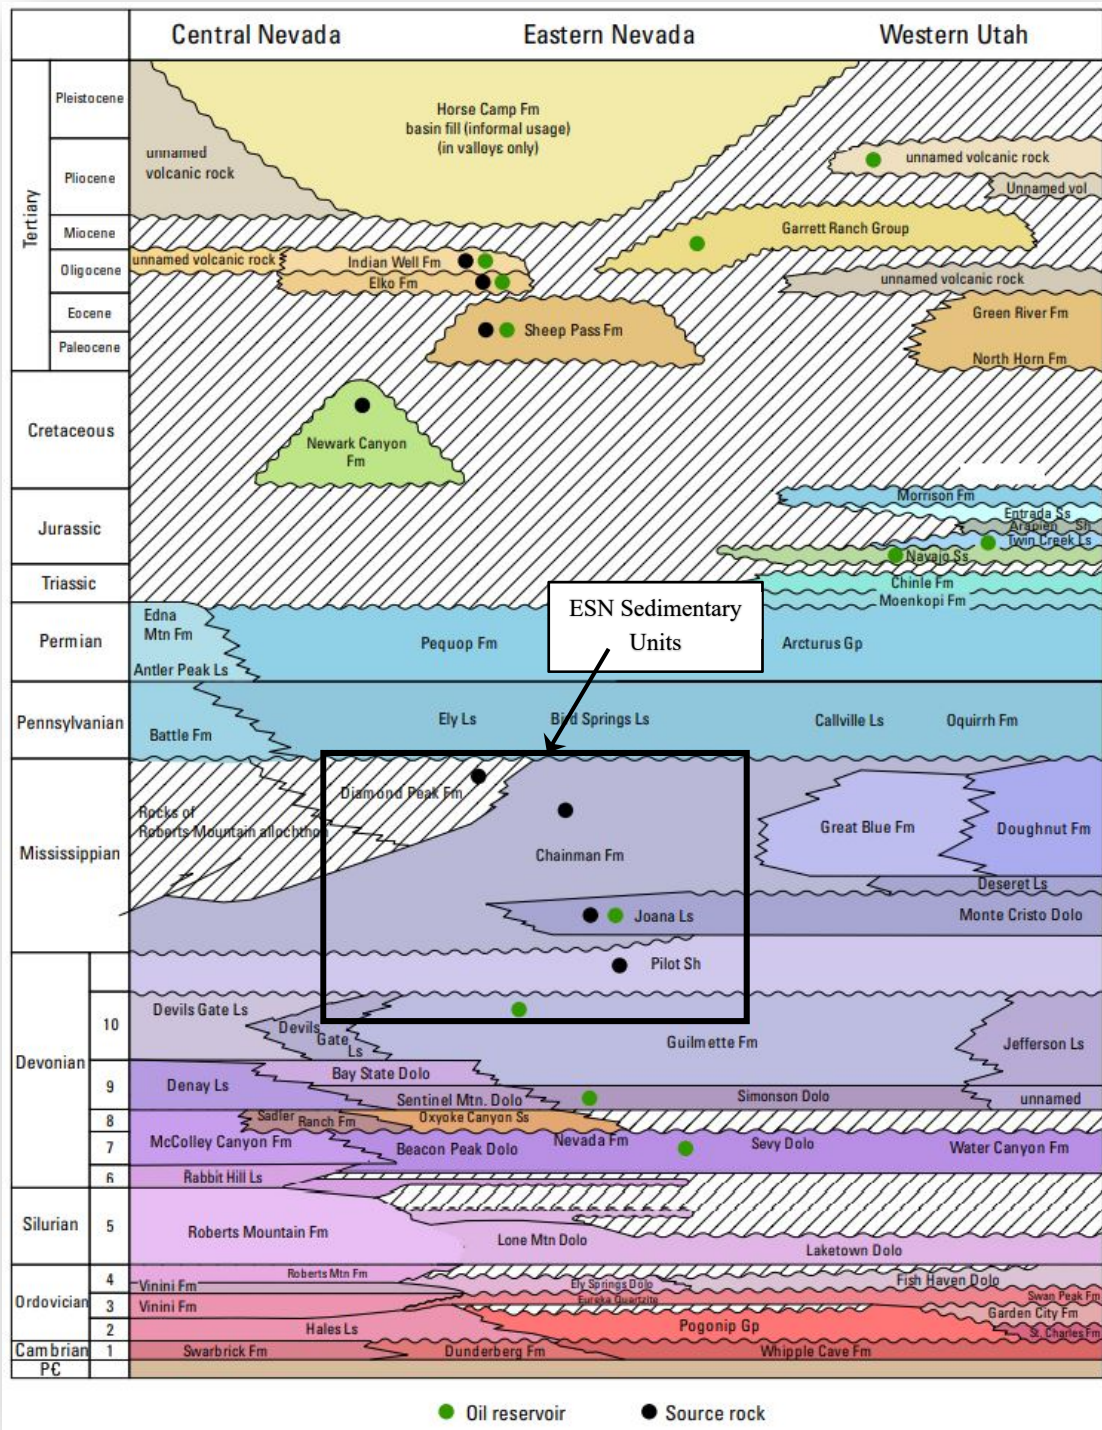 Central Nevada
Eastern Nevada
Western Utah
Tertiary
Pleistocene
Pliocene
Miocene
Oligocene
Eocene
Paleocene
Cretaceous
Jurassic
Triassic
Permian
Pennsylvanian
Mississippian
Devonian
10
9
8
7
6
Silurian
5
Ordovician
4
3
2
Cambrian
1
P€
Horse Camp Fm
basin fill (informal usage)
(in valleys only)
unnamed
volcanic rock
unnamed volcanic rock
Unnamed vol
Garrett Ranch Group
unnamed volcanic rock
Indian Well Fm
Elko Fm
unnamed volcanic rock
Green River Fm
Sheep Pass Fm
North Horn Fm
Newark Canyon
Fm
Morrison Fm
Entrada Ss
Arapien Sh
Twin Creek Ls
Navajo Ss
Chinle Fm
Moenkopi Fm
ESN Sedimentary
Units
Edna
Mtn Fm
Antler Peak Ls
Pequop Fm
Arcturus Gp
Battle Fm
Ely Ls
Bird Springs Ls
Callville Ls
Oquirrh Fm
Diamond Peak Fm
Rocks of
Roberts Mountain allochthon
Chainman Fm
Great Blue Fm
Doughnut Fm
Deseret Ls
Joana Ls
Monte Cristo Dolo
Pilot Sh
Devils Gate Ls
Devils
Gate
Ls
Guilmette Fm
Jefferson Ls
Bay State Dolo
Denay Ls
Sentinel Mtn. Dolo
Simonson Dolo
unnamed
Sadler
Ranch Fm
Oxyoke Canyon Ss
McColley Canyon Fm
Beacon Peak Dolo
Nevada Fm
Sevy Dolo
Water Canyon Fm
Rabbit Hill Ls
Roberts Mountain Fm
Lone Mtn Dolo
Laketown Dolo
Roberts Mtn Fm
Vinini Fm
Ely Springs Dolo
Fish Haven Dolo
Vinini Fm
Eureka Quartzite
Swan Peak Fm
Garden City Fm
Hales Ls
Pogonip Gp
St. Charles Fm
Swarbrick Fm
Dunderberg Fm
Whipple Cave Fm
Oil reservoir
Source rock